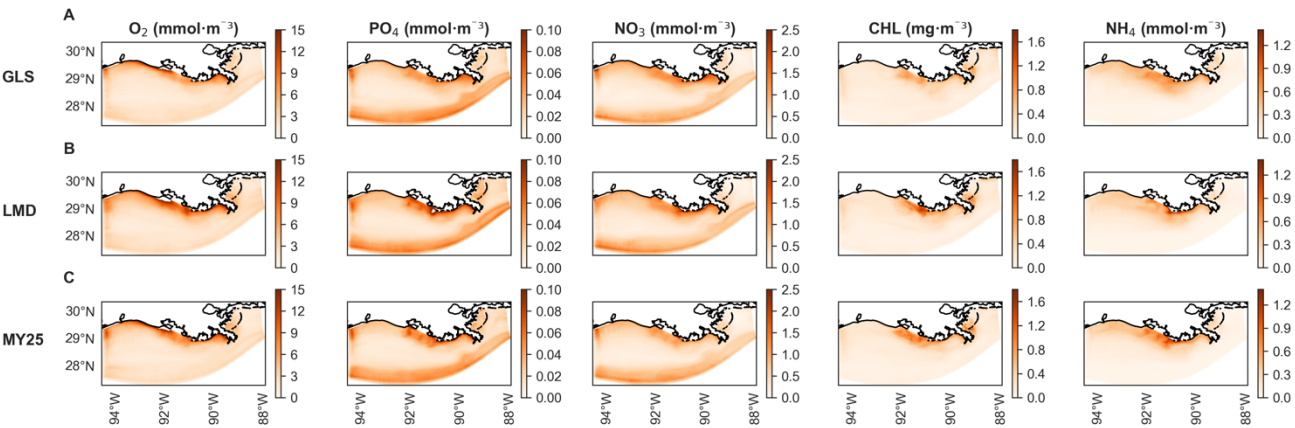 A
O₂ (mmol·m⁻³) PO₄ (mmol·m⁻³) NO₃ (mmol·m⁻³) CHL (mg·m⁻³) NH₄ (mmol·m⁻³)
GLS
30°N 29°N 28°N
15 12 9 6 3 0
0.10 0.08 0.06 0.04 0.02 0.00
2.5 2.0 1.5 1.0 0.5 0.0
1.6 1.2 0.8 0.4 0.0
1.2 0.9 0.6 0.3 0.0
B
LMD
30°N 29°N 28°N
15 12 9 6 3 0
0.10 0.08 0.06 0.04 0.02 0.00
2.5 2.0 1.5 1.0 0.5 0.0
1.6 1.2 0.8 0.4 0.0
1.2 0.9 0.6 0.3 0.0
C
MY25
30°N 29°N 28°N
15 12 9 6 3 0
0.10 0.08 0.06 0.04 0.02 0.00
2.5 2.0 1.5 1.0 0.5 0.0
1.6 1.2 0.8 0.4 0.0
1.2 0.9 0.6 0.3 0.0
94°W 92°W 90°W 88°W
94°W 92°W 90°W 88°W
94°W 92°W 90°W 88°W
94°W 92°W 90°W 88°W
94°W 92°W 90°W 88°W